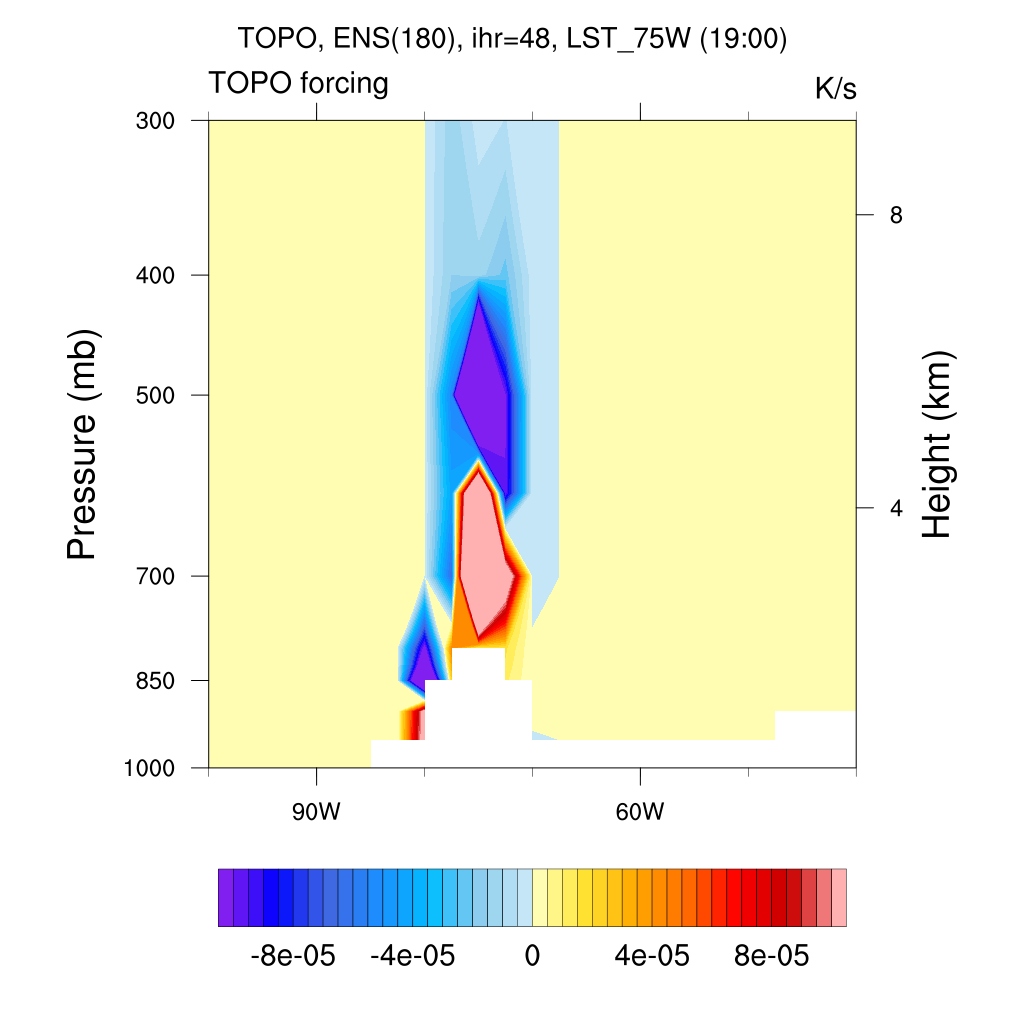 TOPO, ENS(180), ihr=48, LST_75W (19:00)
TOPO forcing
K/s
300
400
500
700
850
1000
Pressure (mb)
8
4
Height (km)
90W
60W
-8e-05
-4e-05
0
4e-05
8e-05